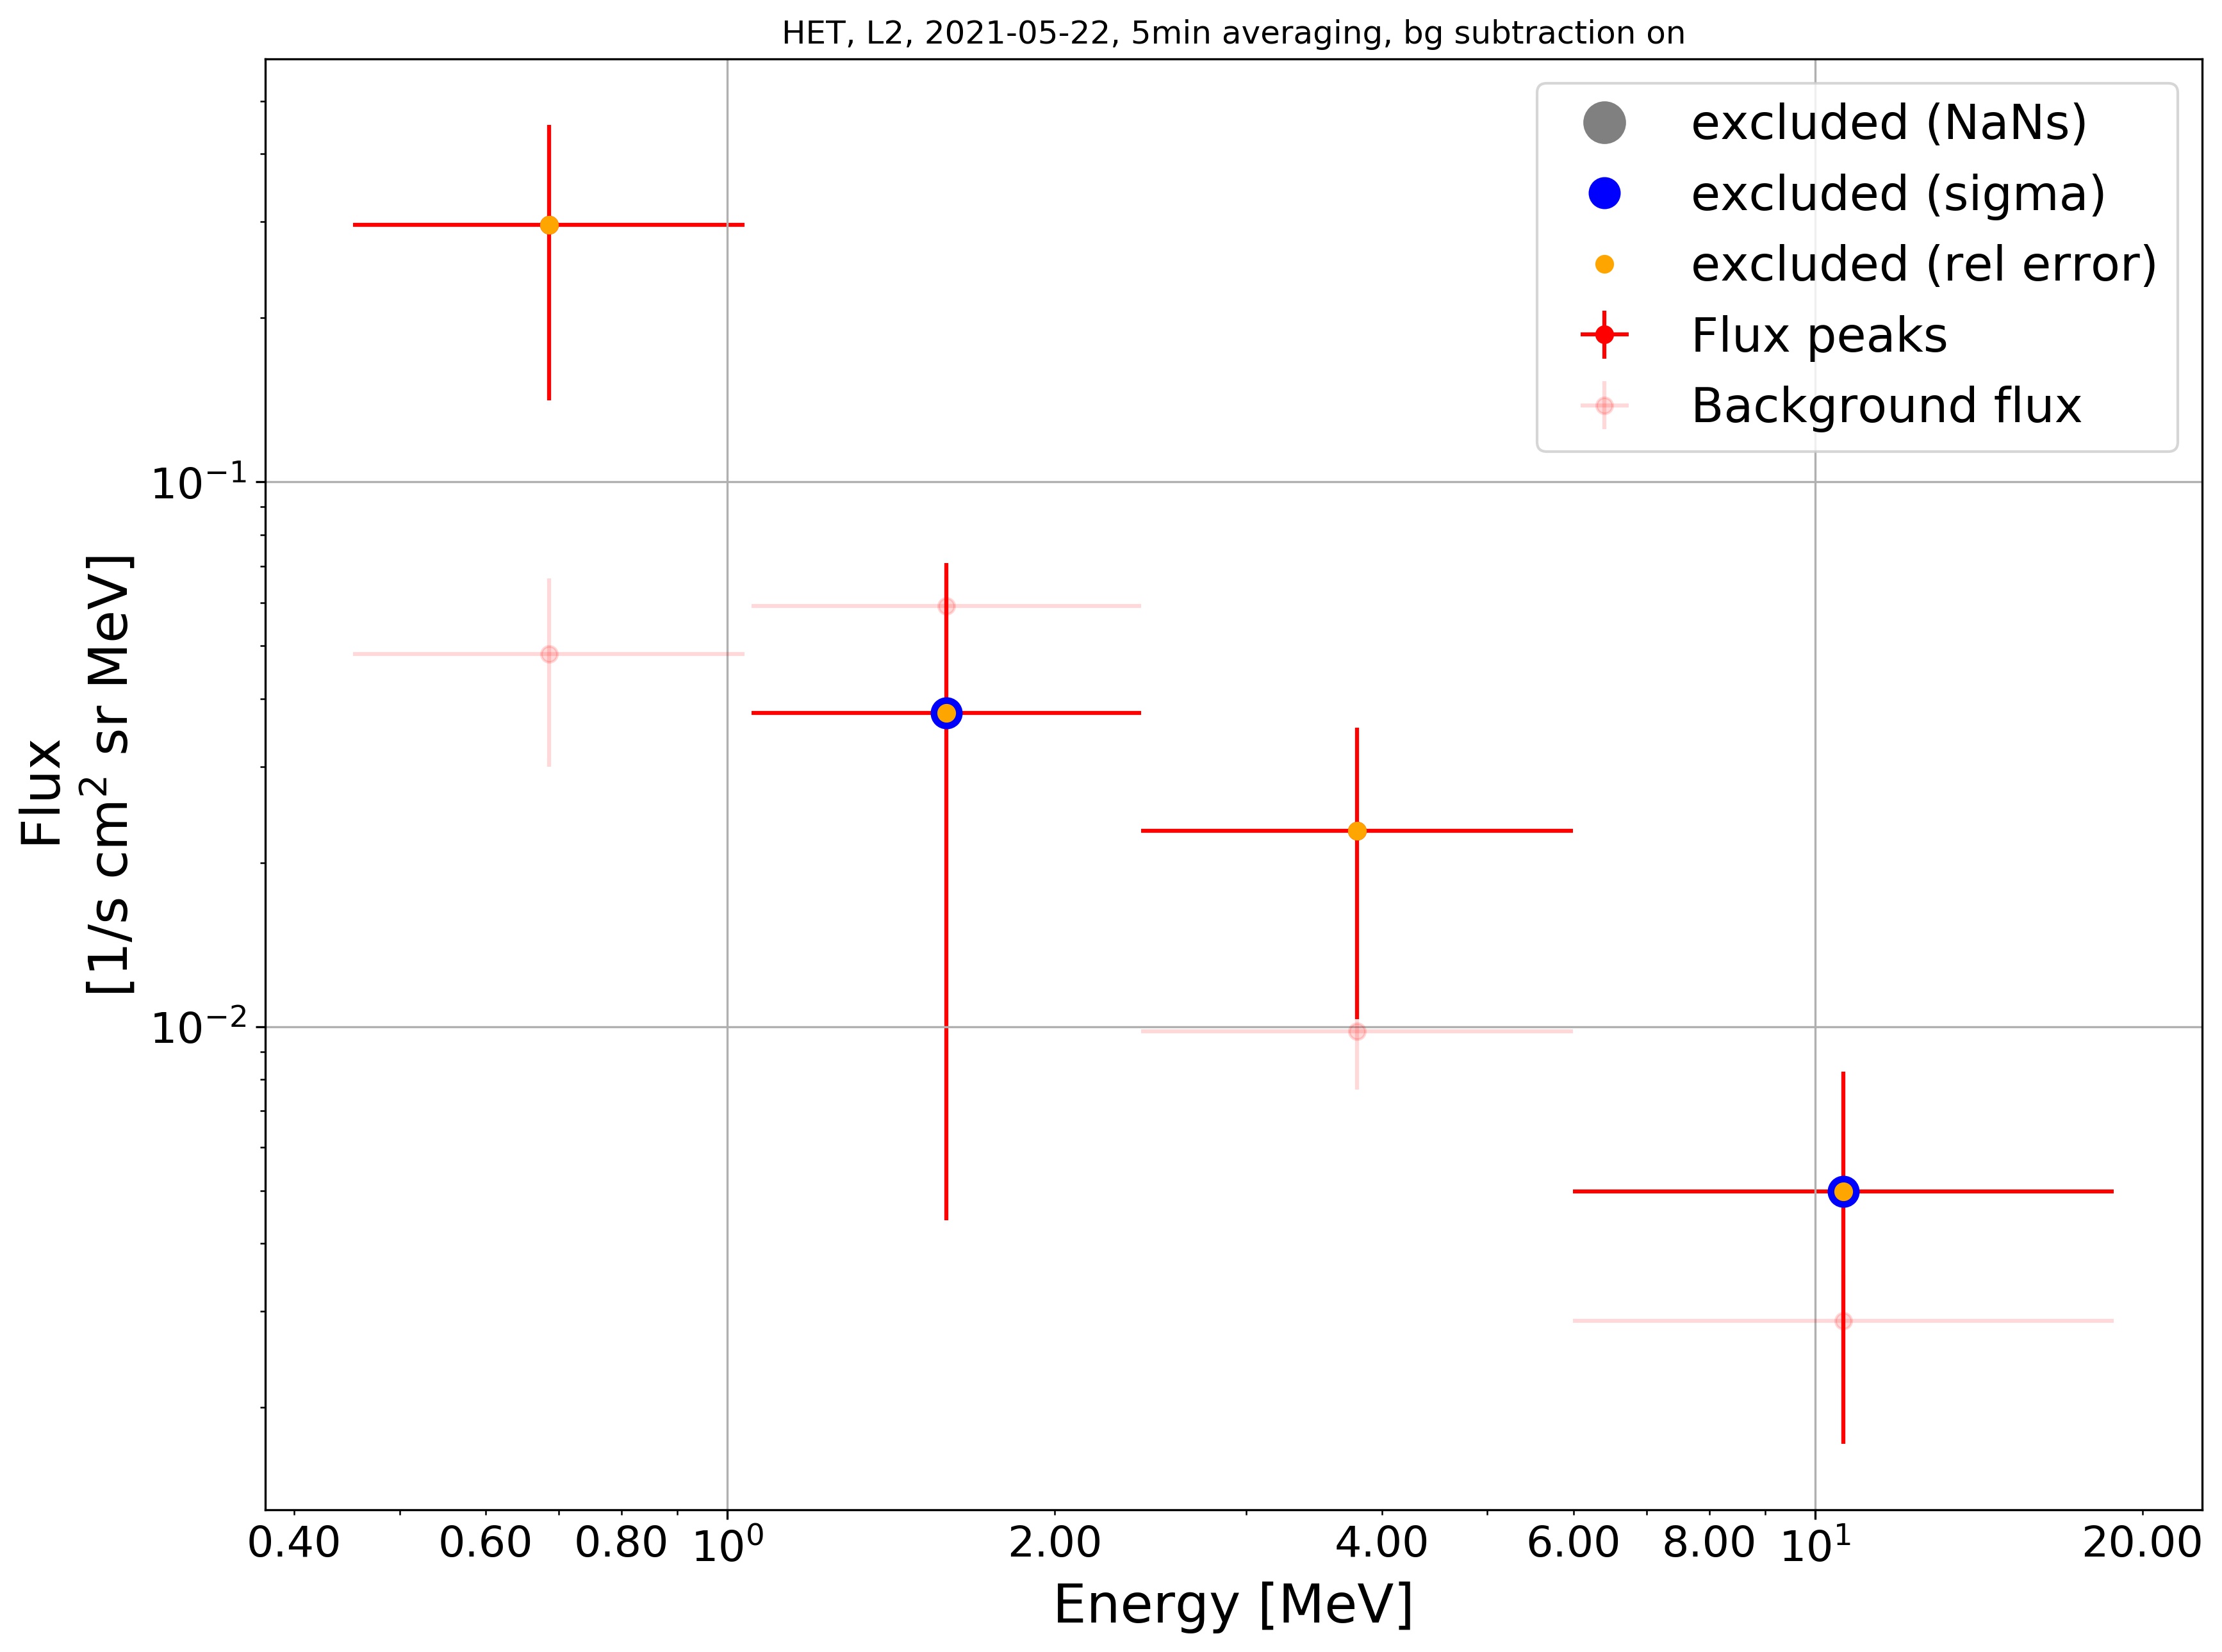 HET, L2, 2021-05-22, 5min averaging, bg subtraction on
excluded (NaNs)
excluded (sigma)
excluded (rel error)
Flux peaks
Background flux
Flux
[1/s cm² sr MeV]
10⁻¹
10⁻²
0.40 0.60 0.80 10⁰ 2.00 4.00 6.00 8.00 10¹ 20.00
Energy [MeV]